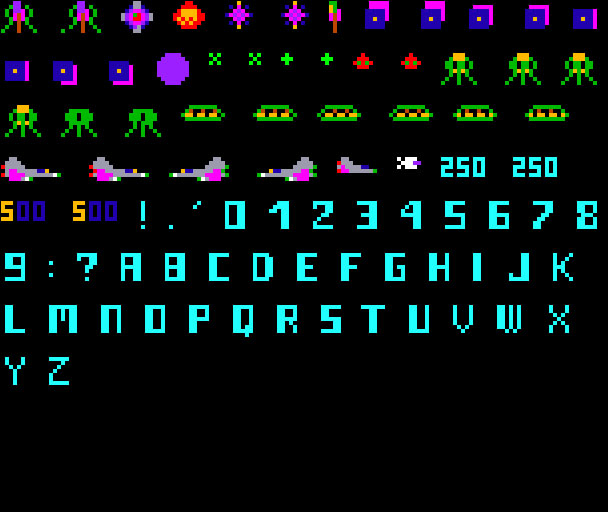 250 250
500 500 ! . ' 0 1 2 3 4 5 6 7 8
9 : ? A B C D E F G H I J K
L M N O P Q R S T U V W X
Y Z